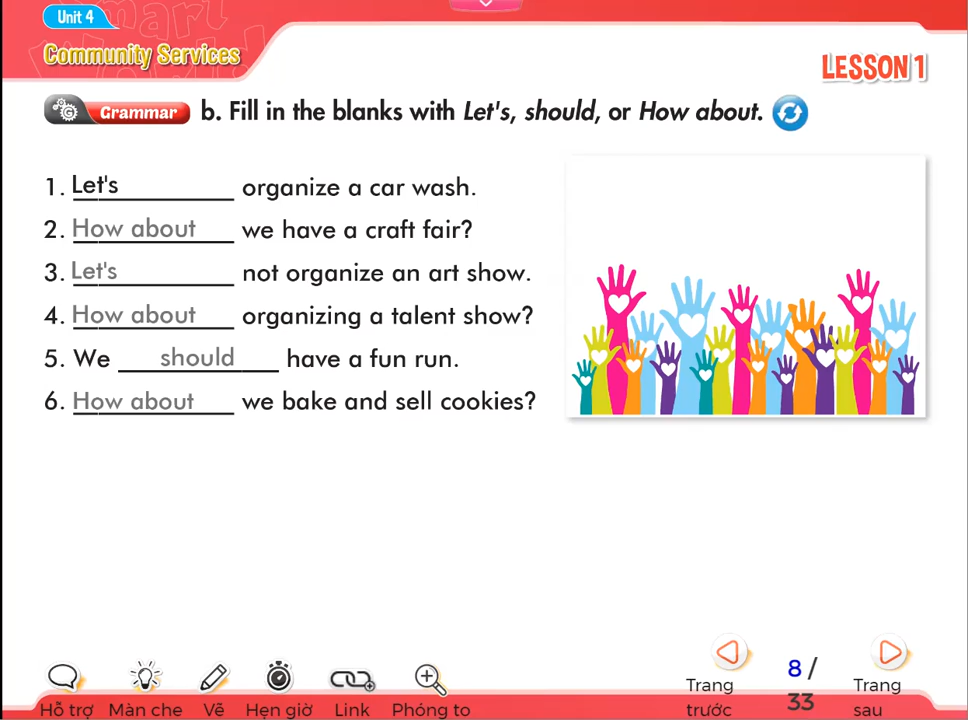 Unit 4
Community Services
LESSON 1
Grammar b. Fill in the blanks with Let's, should, or How about.
1. Let's organize a car wash.
2. How about we have a craft fair?
3. Let's not organize an art show.
4. How about organizing a talent show?
5. We should have a fun run.
6. How about we bake and sell cookies?
Hỗ trợ Màn che Vẽ Hẹn giờ Link Phóng to
Trang trước
8 / 33
Trang sau